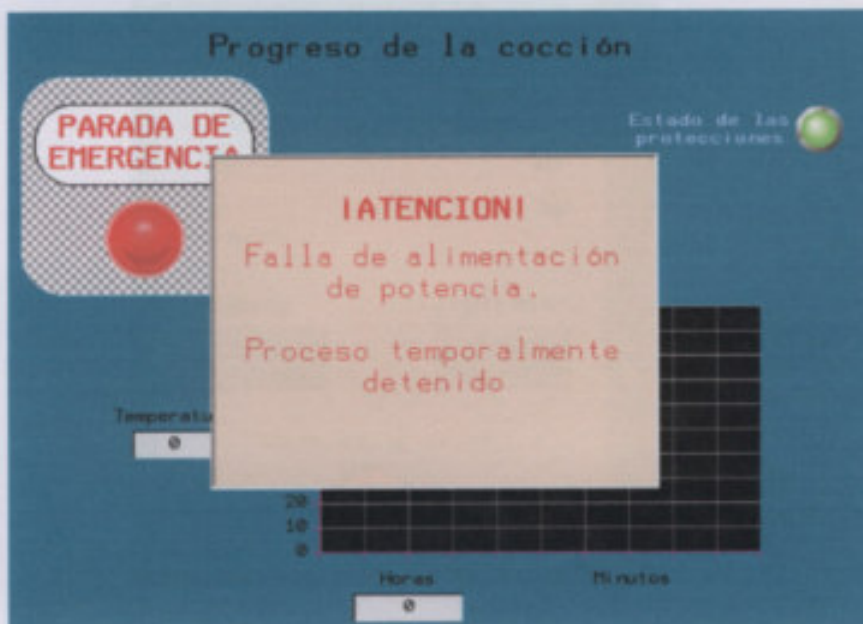 Progreso de la cocción
PARADA DE
EMERGENCIA
Estado de las
protecciones
¡ATENCION!
Falla de alimentación
de potencia.
Proceso temporalmente
detenido
Temperatu
0
20
10
0
Horas
Minutos
0